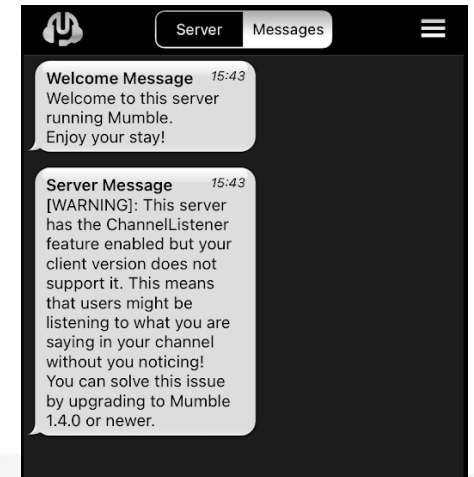 Server Messages
Welcome Message 15:43
Welcome to this server
running Mumble.
Enjoy your stay!
Server Message 15:43
[WARNING]: This server
has the ChannelListener
feature enabled but your
client version does not
support it. This means
that users might be
listening to what you are
saying in your channel
without you noticing!
You can solve this issue
by upgrading to Mumble
1.4.0 or newer.